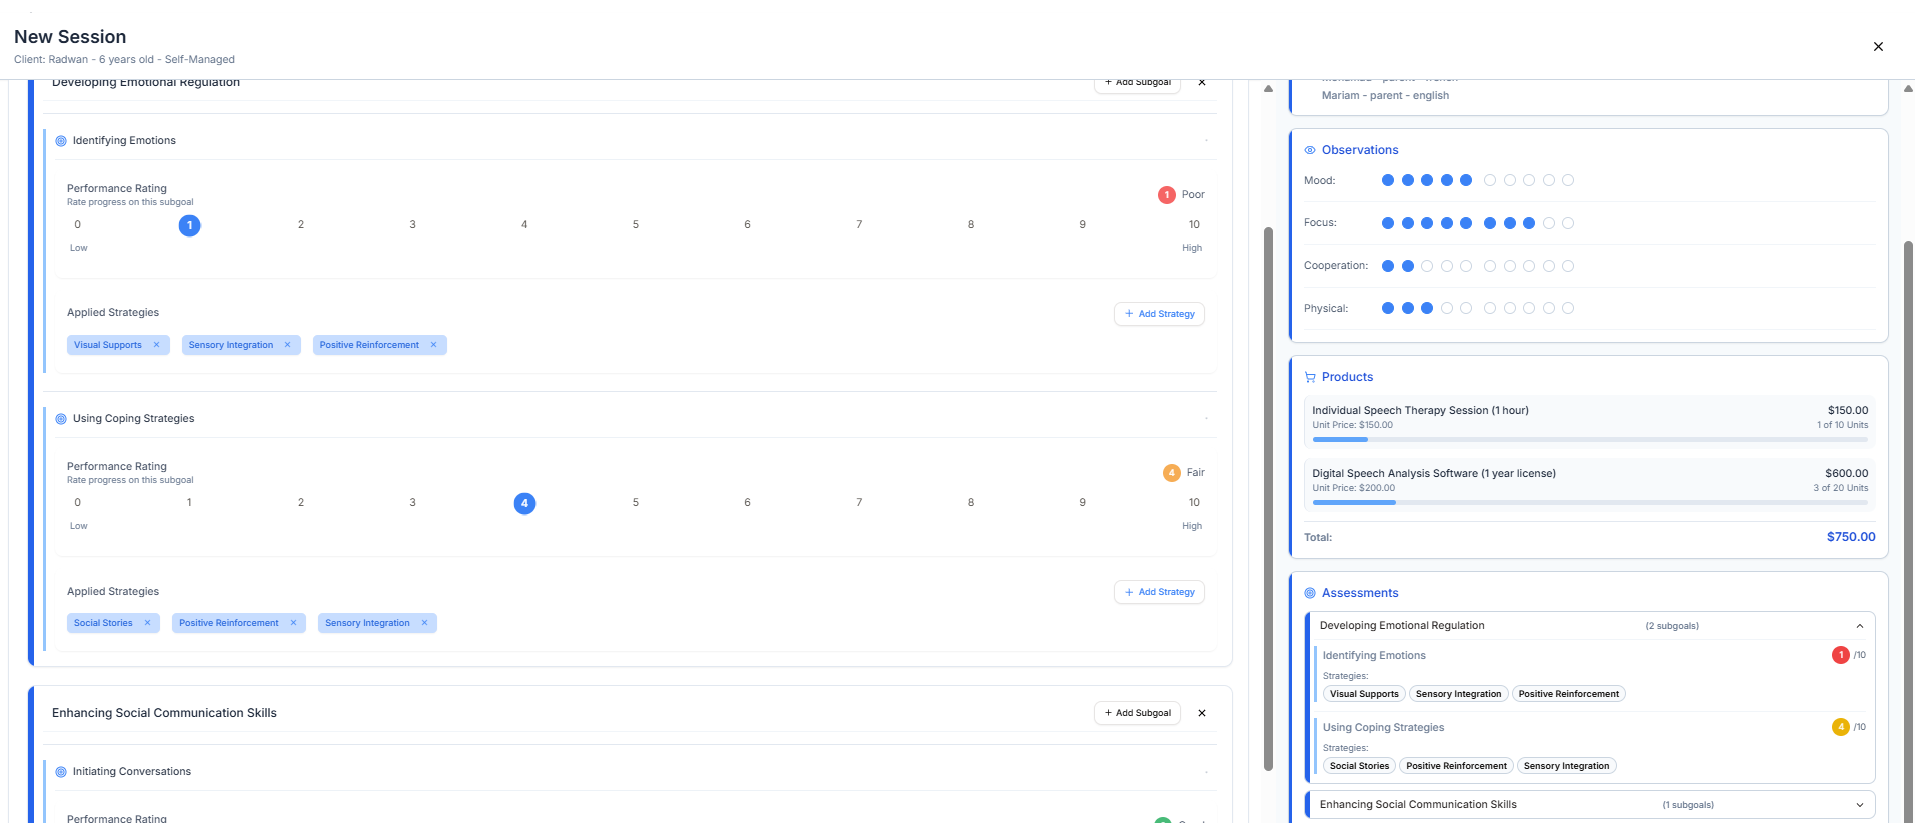 New Session
Client: Radwan - 6 years old - Self-Managed
Developing Emotional Regulation
+ Add Subgoal
Identifying Emotions
Performance Rating
Rate progress on this subgoal
1 Poor
0 1 2 3 4 5 6 7 8 9 10
Low High
Applied Strategies
+ Add Strategy
Visual Supports × Sensory Integration × Positive Reinforcement ×
Using Coping Strategies
Performance Rating
Rate progress on this subgoal
4 Fair
0 1 2 3 4 5 6 7 8 9 10
Low High
Applied Strategies
+ Add Strategy
Social Stories × Positive Reinforcement × Sensory Integration ×
Enhancing Social Communication Skills
+ Add Subgoal
Initiating Conversations
Performance Rating
Mariam - parent - english
Observations
Mood:
Focus:
Cooperation:
Physical:
Products
Individual Speech Therapy Session (1 hour) $150.00
Unit Price: $150.00 1 of 10 Units
Digital Speech Analysis Software (1 year license) $600.00
Unit Price: $200.00 3 of 20 Units
Total: $750.00
Assessments
Developing Emotional Regulation (2 subgoals)
Identifying Emotions 1 /10
Strategies:
Visual Supports Sensory Integration Positive Reinforcement
Using Coping Strategies 4 /10
Strategies:
Social Stories Positive Reinforcement Sensory Integration
Enhancing Social Communication Skills (1 subgoals)